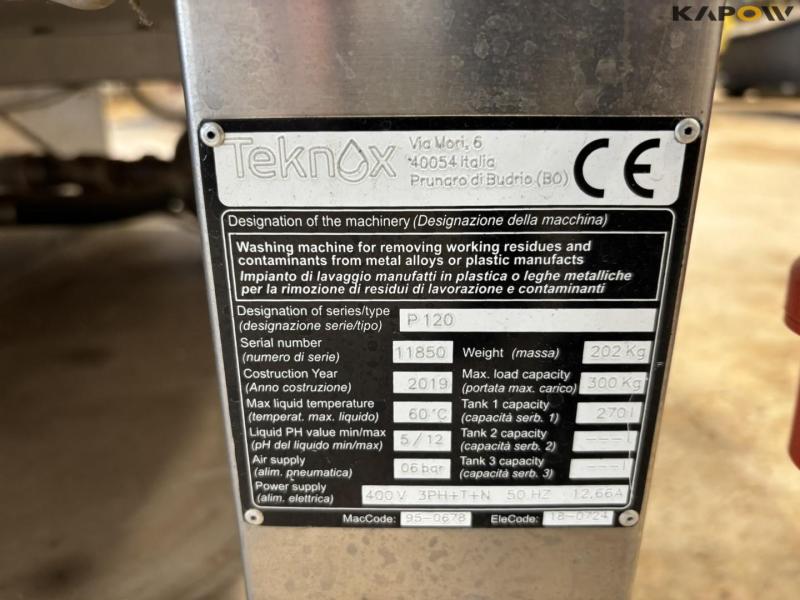 KAPOW
Teknox
Via Mori, 6
40054 Italia
Prunaro di Budrio (BO)
CE
Designation of the machinery (Designazione della macchina)
Washing machine for removing working residues and
contaminants from metal alloys or plastic manufacts
Impianto di lavaggio manufatti in plastica o leghe metalliche
per la rimozione di residui di lavorazione e contaminanti
Designation of series/type
(designazione serie/tipo)
P 120
Serial number
(numero di serie)
11850
Weight (massa)
202 Kg
Costruction Year
(Anno costruzione)
2019
Max. load capacity
(portata max. carico)
300 Kg
Max liquid temperature
(temperat. max. liquido)
60 °C
Tank 1 capacity
(capacità serb. 1)
270 l
Liquid PH value min/max
(pH del liquido min/max)
5 / 12
Tank 2 capacity
(capacità serb. 2)
--- l
Air supply
(alim. pneumatica)
06 bar
Tank 3 capacity
(capacità serb. 3)
--- l
Power supply
(alim. elettrica)
400 V 3PH+T+N 50 HZ 12,66A
MacCode: 95-0678 EleCode: 18-0724